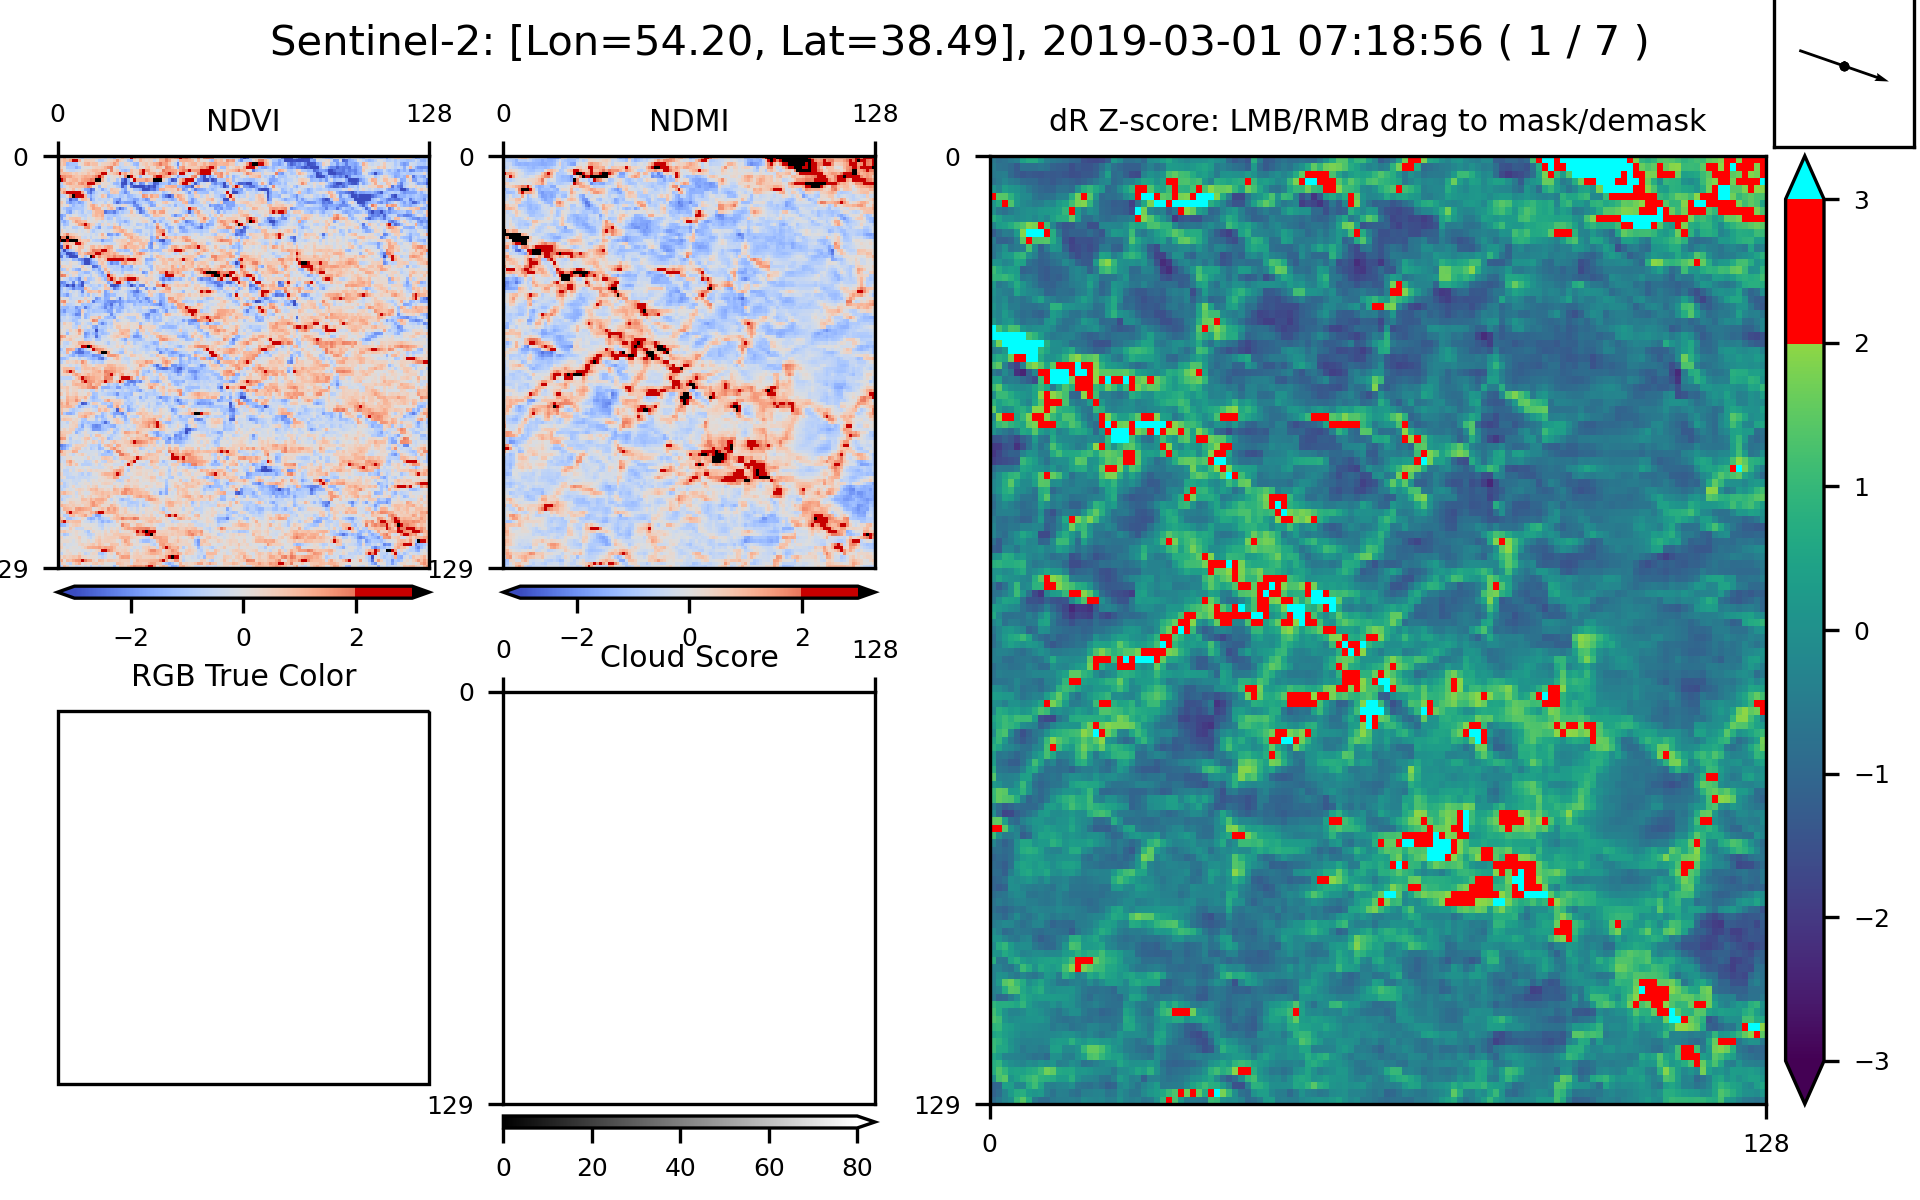 Sentinel-2: [Lon=54.20, Lat=38.49], 2019-03-01 07:18:56 ( 1 / 7 )
0 NDVI 128
0 NDMI 128
dR Z-score: LMB/RMB drag to mask/demask
0
0
0
3
2
1
0
−1
−2
−3
29
129
−2 0 2
−2 0 2
RGB True Color
0 Cloud Score 128
0
129
129
0 20 40 60 80
0 128